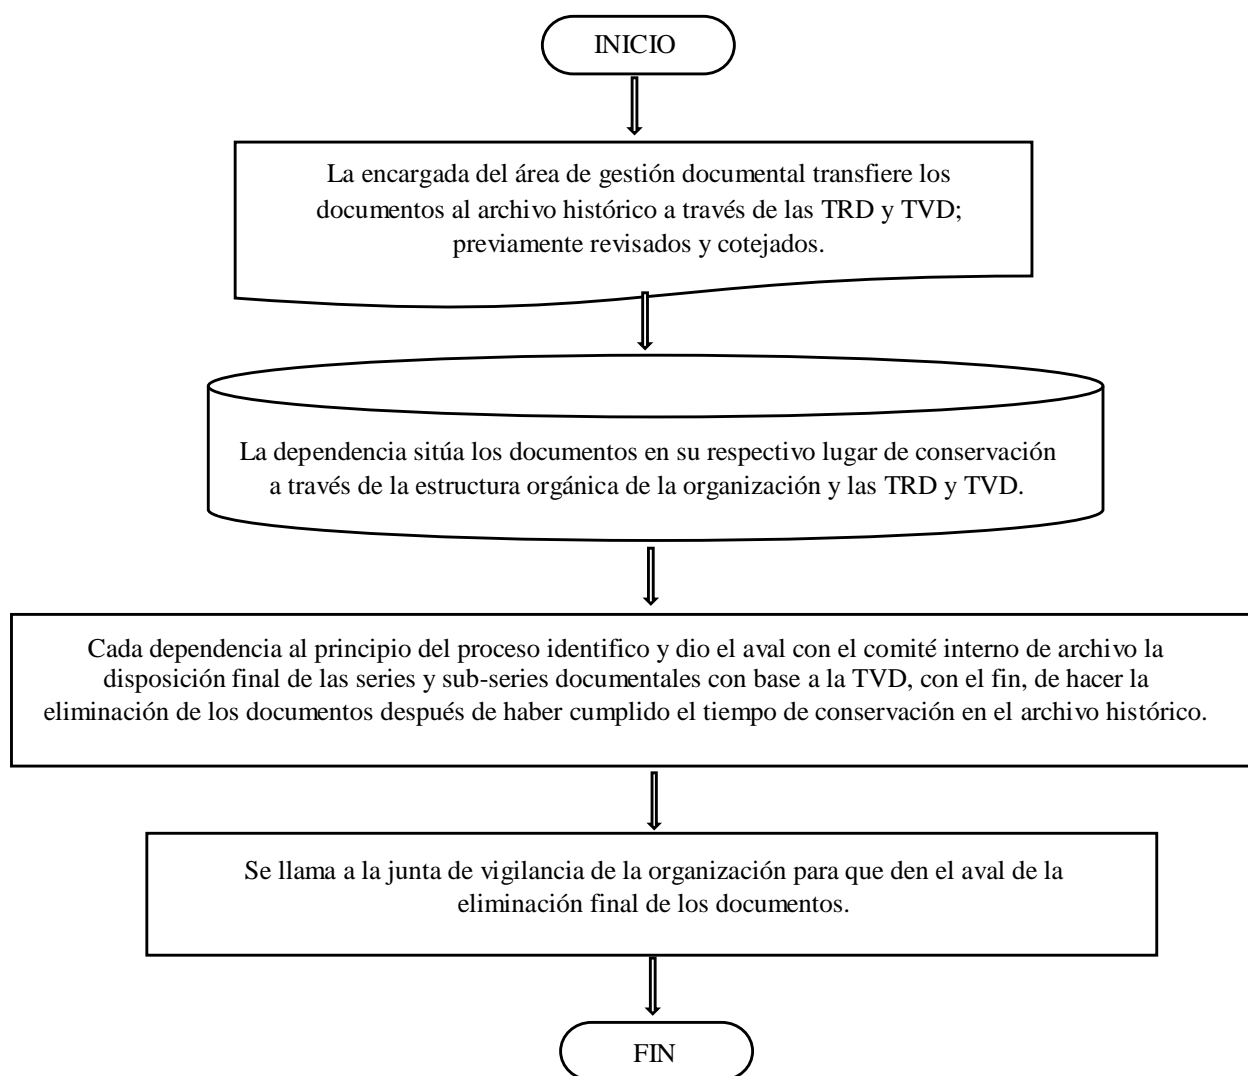 INICIO
La encargada del área de gestión documental transfiere los
documentos al archivo histórico a través de las TRD y TVD;
previamente revisados y cotejados.
La dependencia sitúa los documentos en su respectivo lugar de conservación
a través de la estructura orgánica de la organización y las TRD y TVD.
Cada dependencia al principio del proceso identifico y dio el aval con el comité interno de archivo la
disposición final de las series y sub-series documentales con base a la TVD, con el fin, de hacer la
eliminación de los documentos después de haber cumplido el tiempo de conservación en el archivo histórico.
Se llama a la junta de vigilancia de la organización para que den el aval de la
eliminación final de los documentos.
FIN